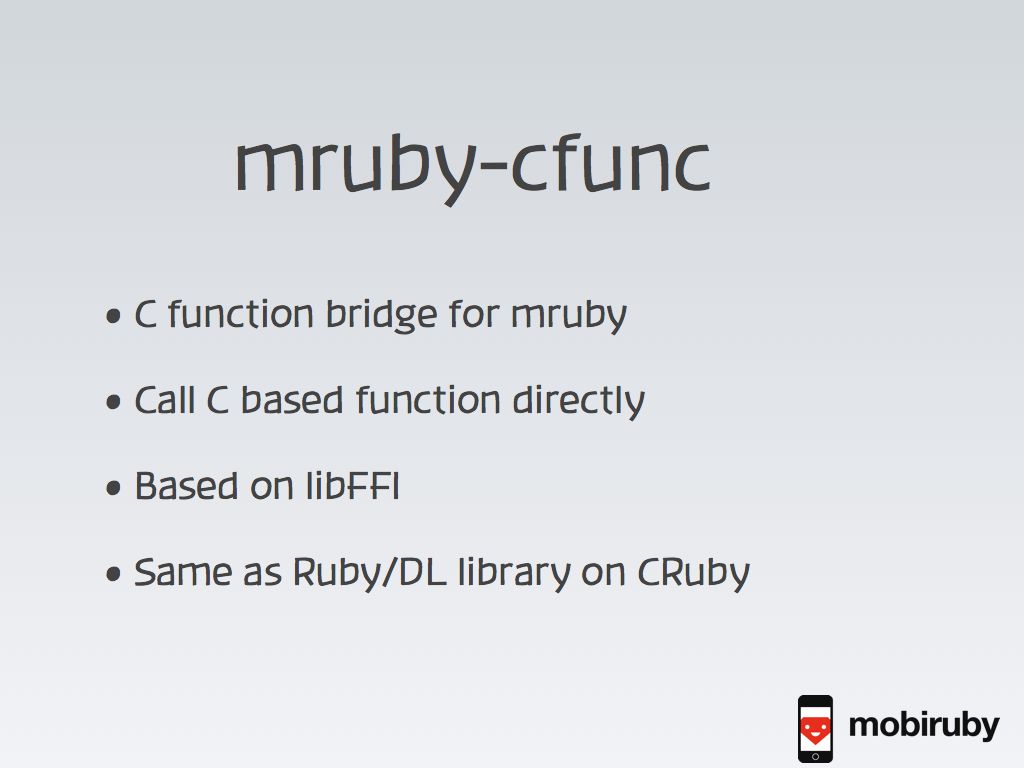 mruby-cfunc
• C function bridge for mruby
• Call C based function directly
• Based on libFFI
• Same as Ruby/DL library on CRuby
mobiruby